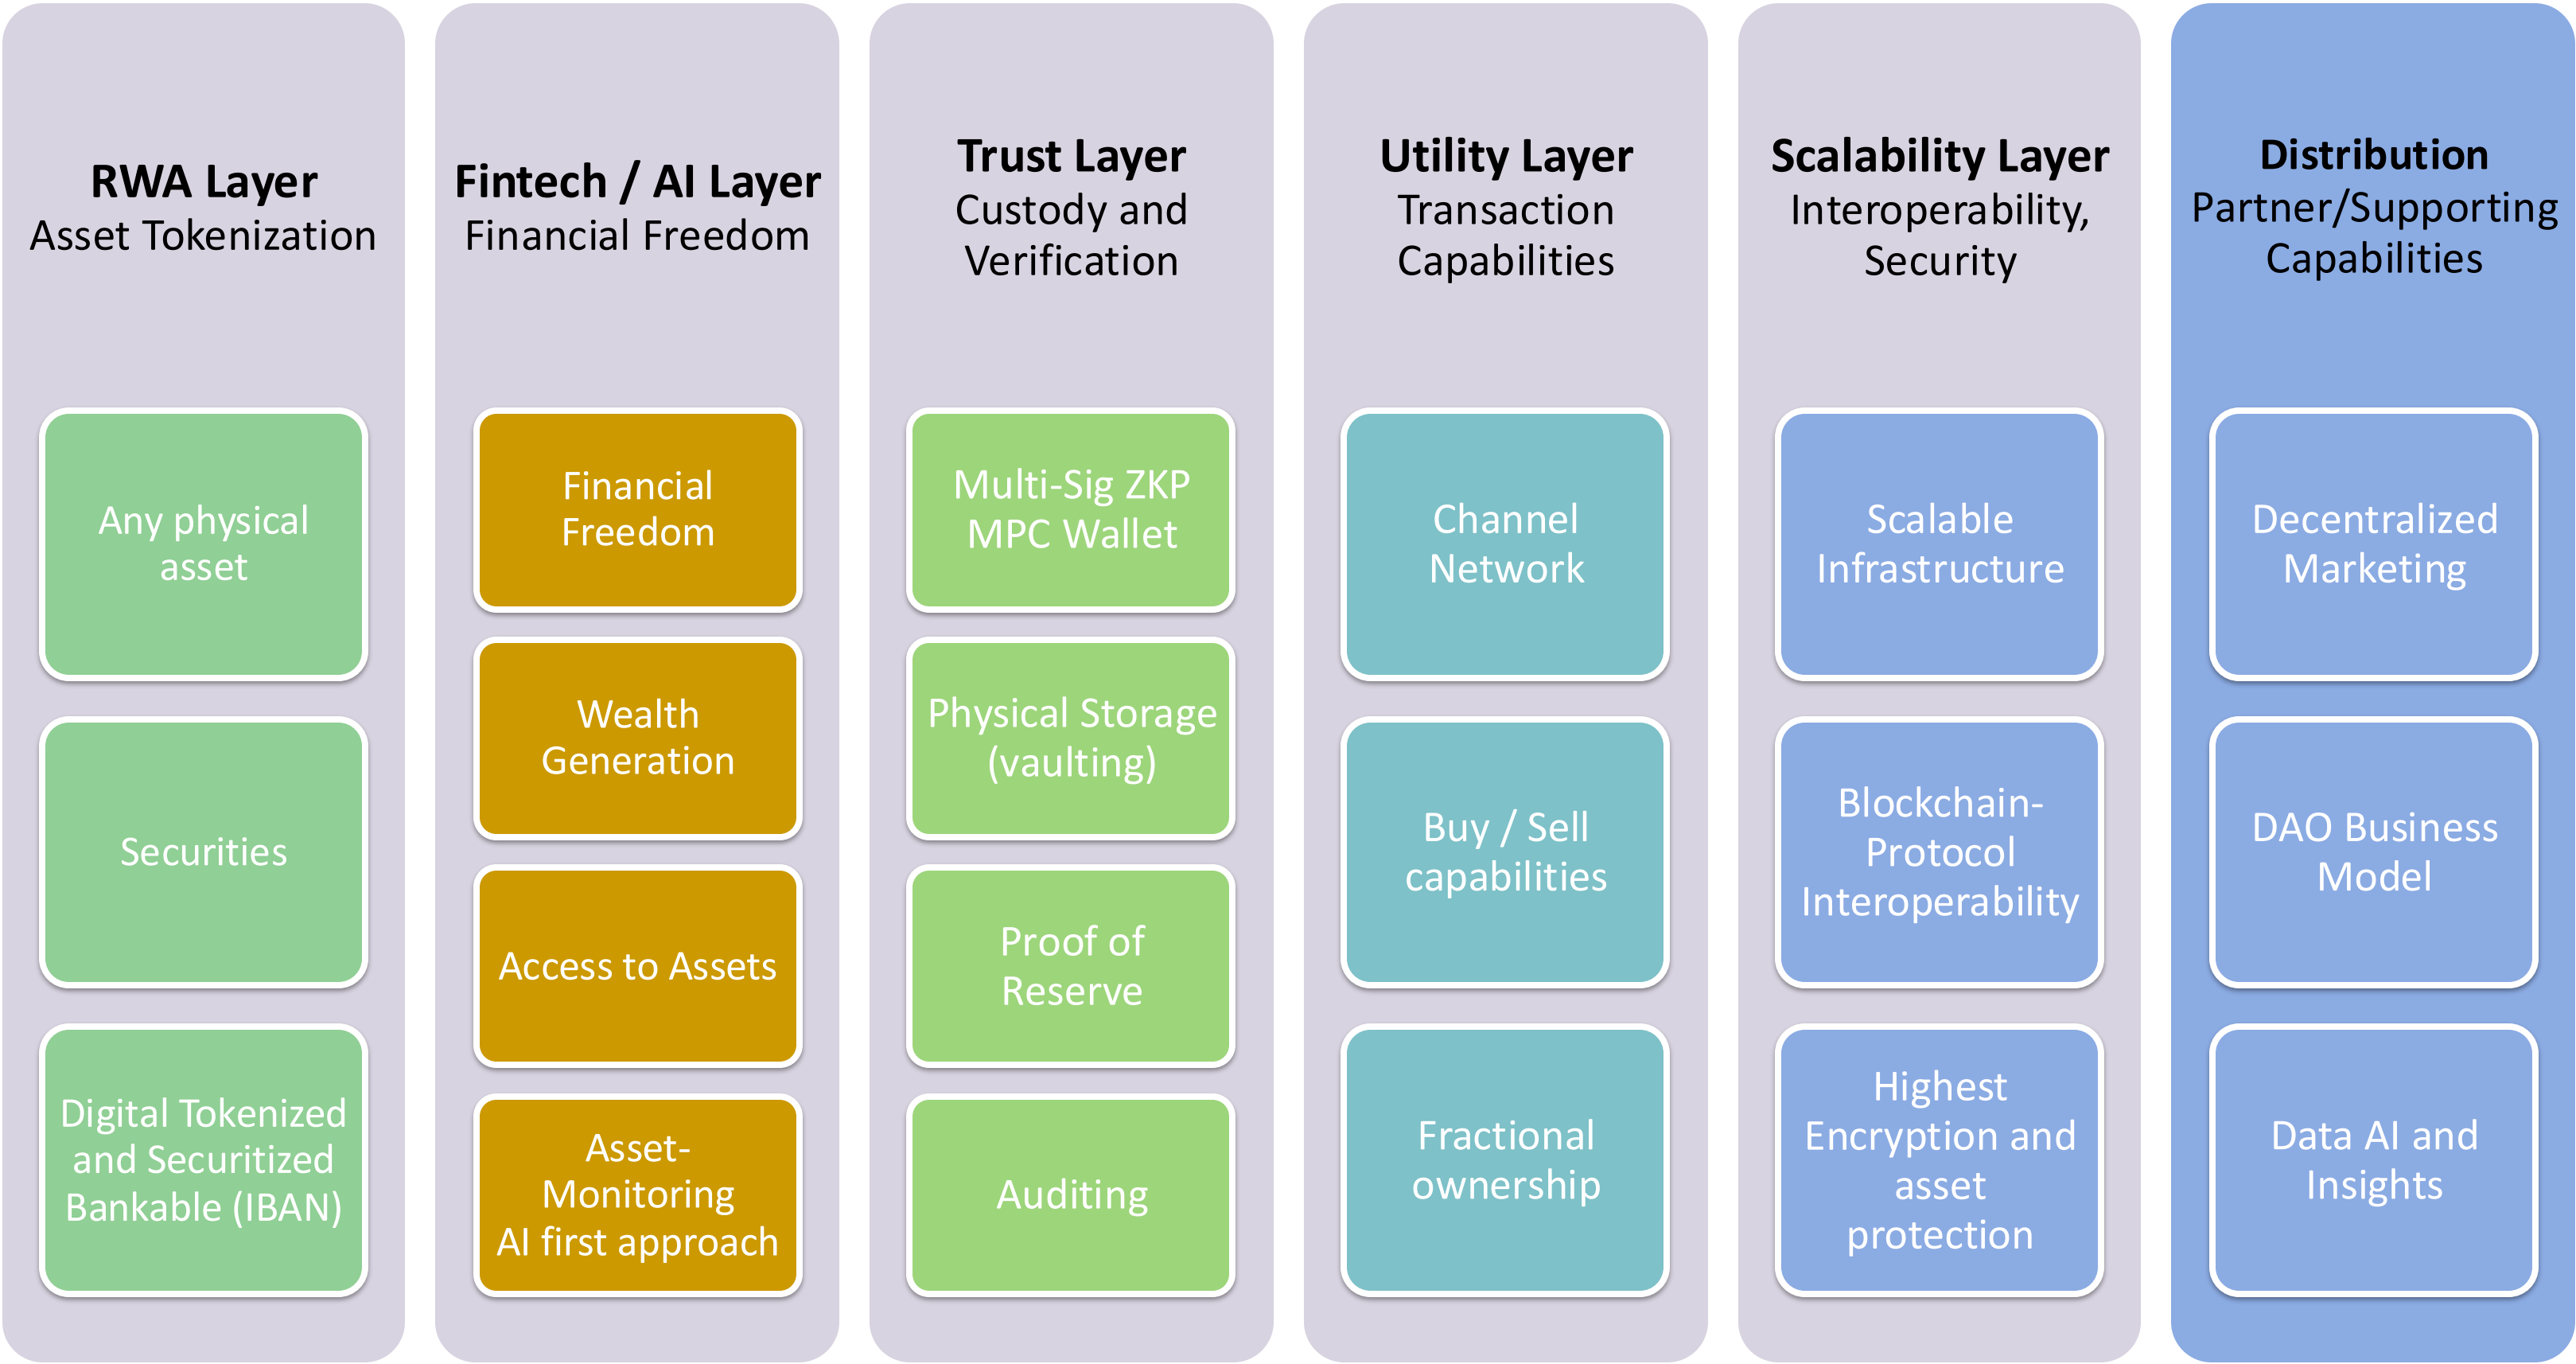 RWA Layer
Asset Tokenization
Any physical
asset
Securities
Digital Tokenized
and Securitized
Bankable (IBAN)
Fintech / AI Layer
Financial Freedom
Financial
Freedom
Wealth
Generation
Access to Assets
Asset-
Monitoring
AI first approach
Trust Layer
Custody and
Verification
Multi-Sig ZKP
MPC Wallet
Physical Storage
(vaulting)
Proof of
Reserve
Auditing
Utility Layer
Transaction
Capabilities
Channel
Network
Buy / Sell
capabilities
Fractional
ownership
Scalability Layer
Interoperability,
Security
Scalable
Infrastructure
Blockchain-
Protocol
Interoperability
Highest
Encryption and
asset
protection
Distribution
Partner/Supporting
Capabilities
Decentralized
Marketing
DAO Business
Model
Data AI and
Insights